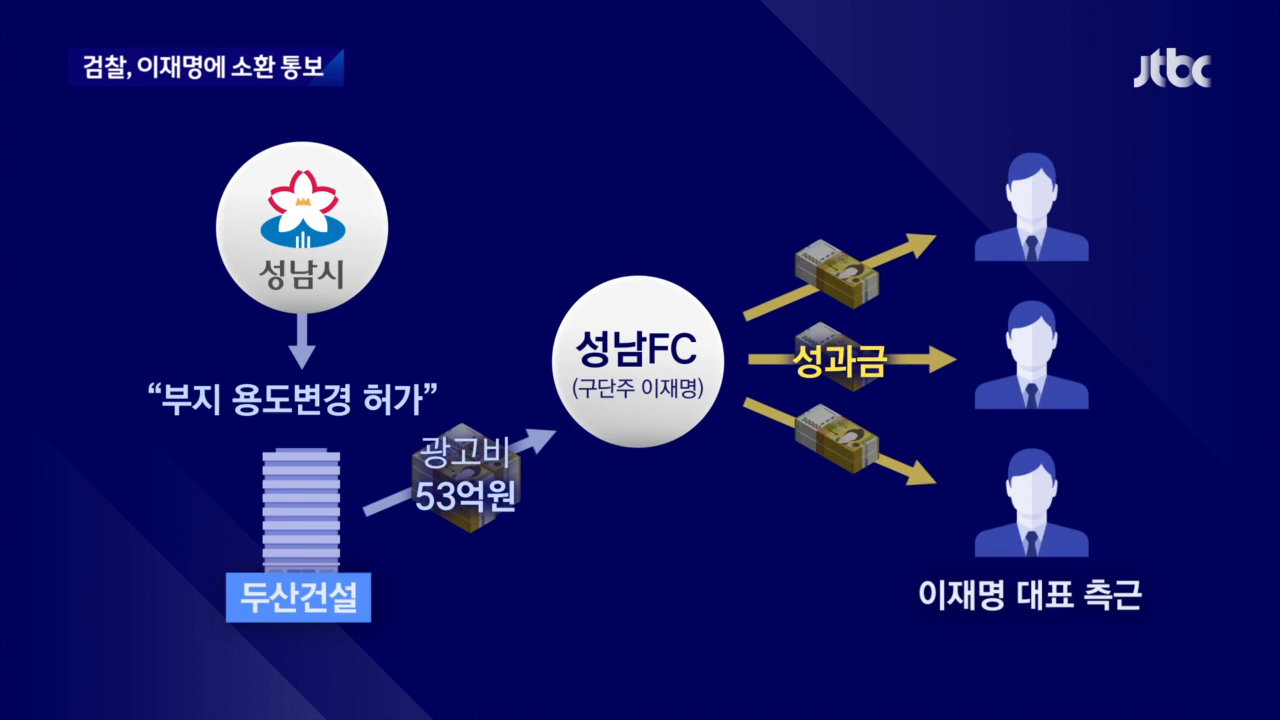 검찰, 이재명에 소환 통보
jtbc
성남시
“부지 용도변경 허가”
두산건설
광고비
53억원
성남FC
(구단주 이재명)
성과금
50000
50000
이재명 대표 측근